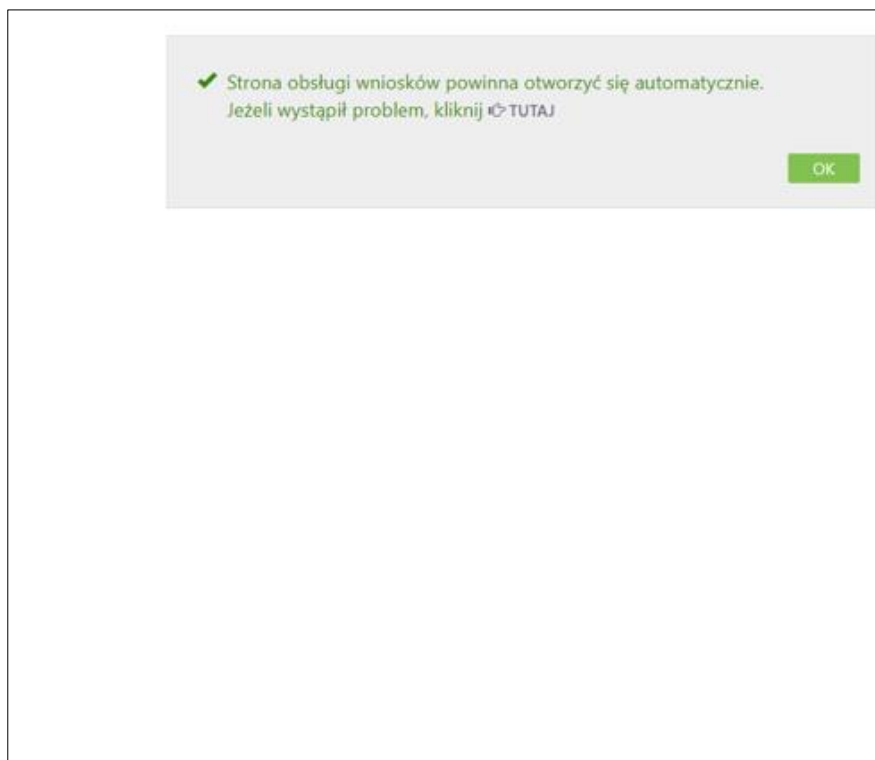 Strona obsługi wniosków powinna otworzyć się automatycznie.
Jeżeli wystąpił problem, kliknij TUTAJ
OK